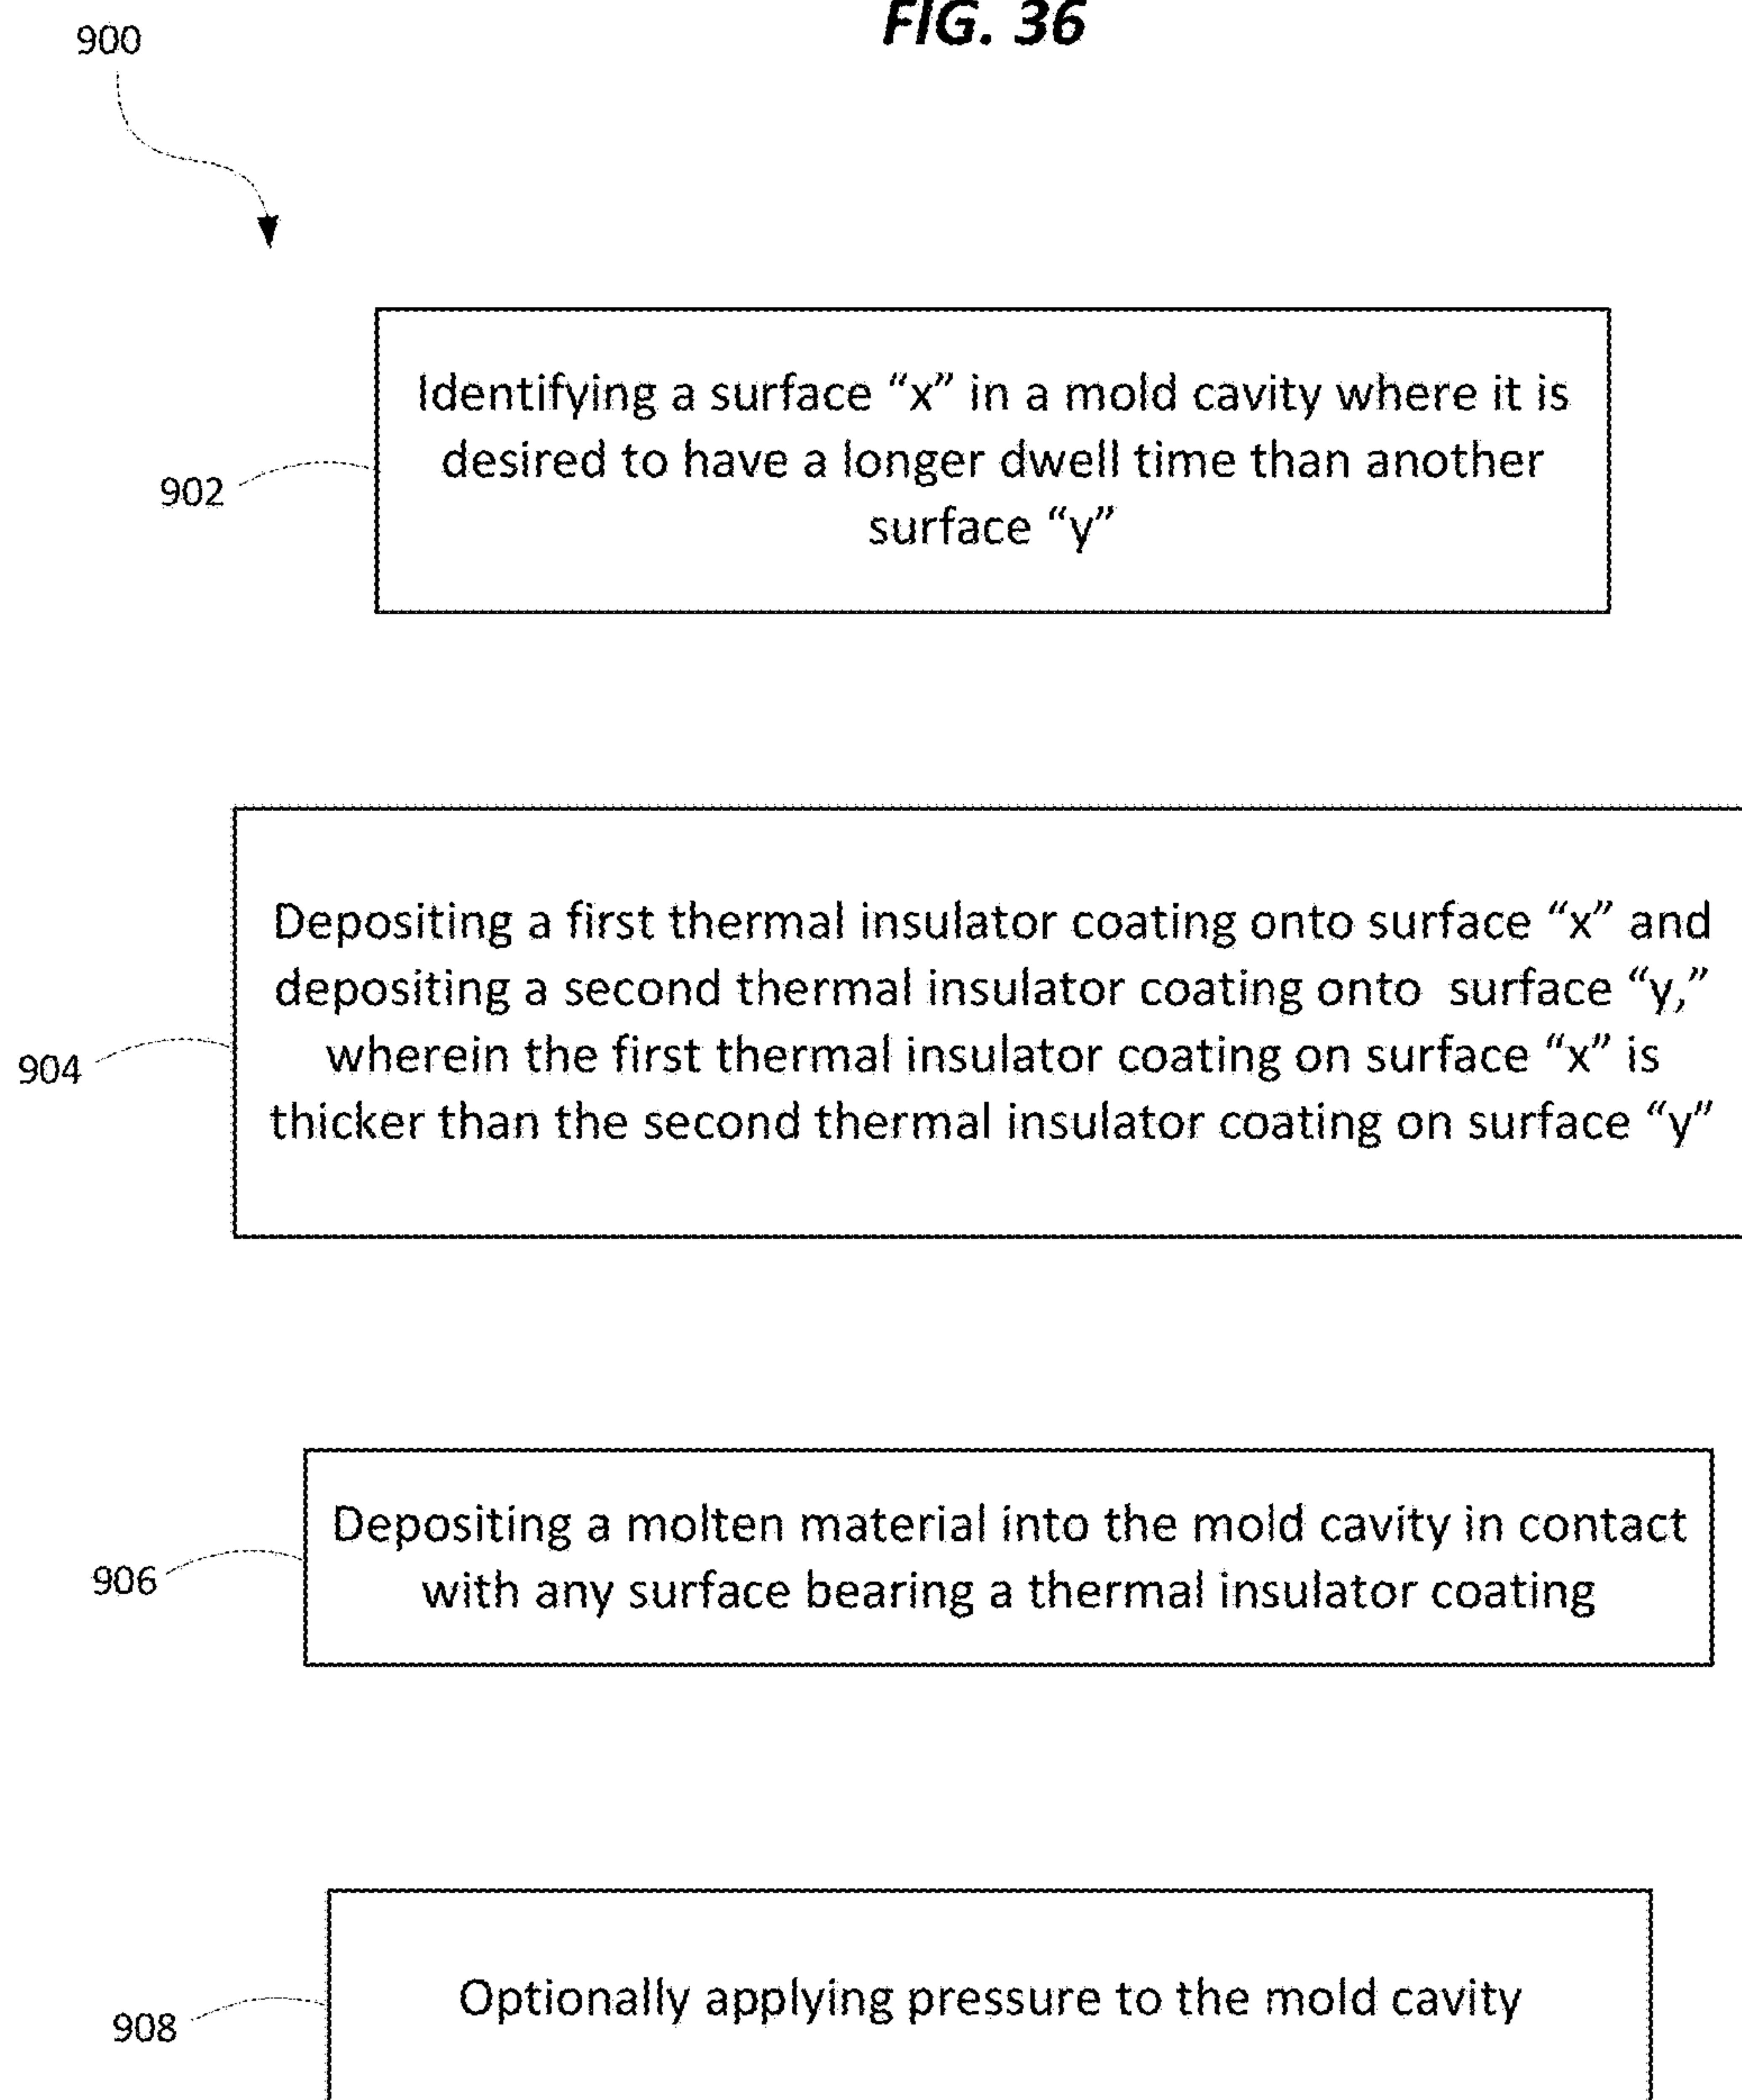 FIG. 36
900
Identifying a surface “x” in a mold cavity where it is
desired to have a longer dwell time than another
surface “y”
902
Depositing a first thermal insulator coating onto surface “x” and
depositing a second thermal insulator coating onto surface “y,”
wherein the first thermal insulator coating on surface “x” is
thicker than the second thermal insulator coating on surface “y”
904
Depositing a molten material into the mold cavity in contact
with any surface bearing a thermal insulator coating
906
Optionally applying pressure to the mold cavity
908